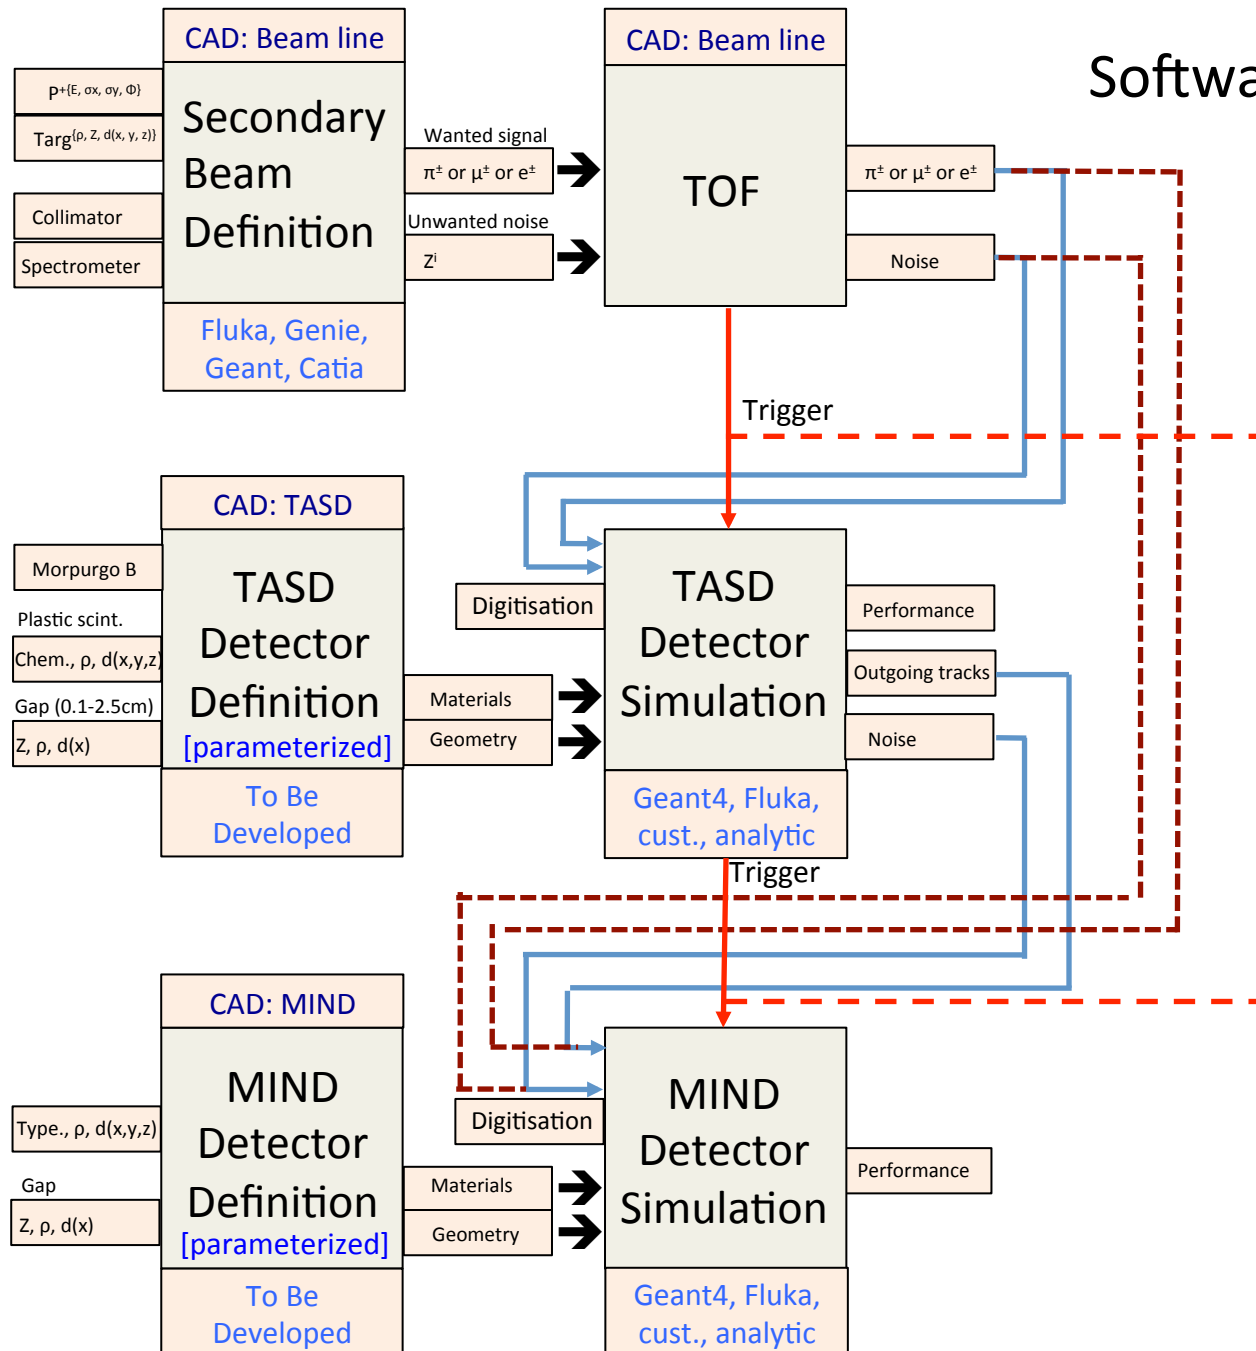 Softwa
CAD: Beam line
P+{E, σx, σy, Φ}
Targ{ρ, Z, d(x, y, z)}
Collimator
Spectrometer
Secondary
Beam
Definition
Fluka, Genie,
Geant, Catia
Wanted signal
π± or μ± or e±
Unwanted noise
Zⁱ
CAD: Beam line
TOF
π± or μ± or e±
Noise
Trigger
CAD: TASD
Morpurgo B
Plastic scint.
Chem., ρ, d(x,y,z)
Gap (0.1-2.5cm)
Z, ρ, d(x)
TASD
Detector
Definition
[parameterized]
To Be
Developed
Materials
Geometry
Digitisation
TASD
Detector
Simulation
Geant4, Fluka,
cust., analytic
Performance
Outgoing tracks
Noise
Trigger
CAD: MIND
Type., ρ, d(x,y,z)
Gap
Z, ρ, d(x)
MIND
Detector
Definition
[parameterized]
To Be
Developed
Materials
Geometry
Digitisation
MIND
Detector
Simulation
Geant4, Fluka,
cust., analytic
Performance